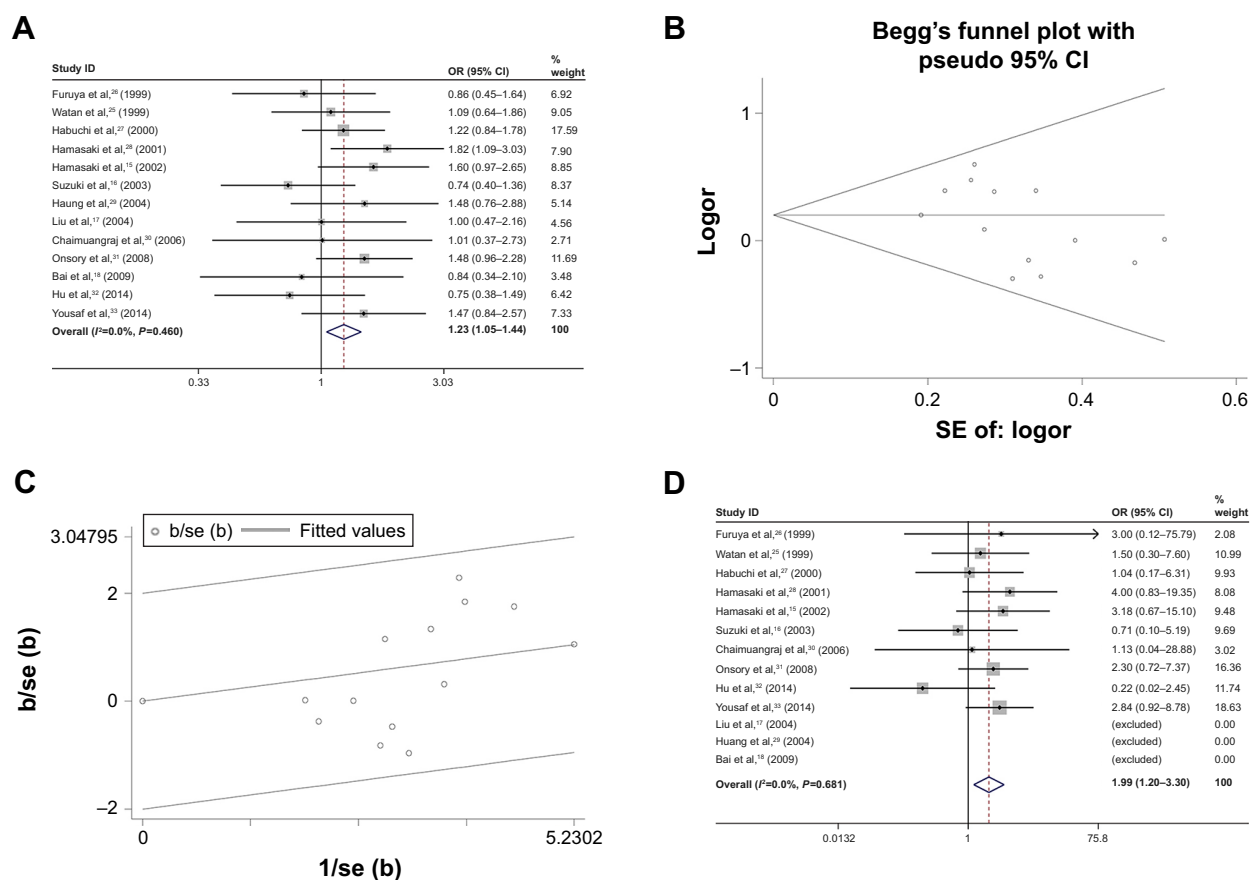 A
Study ID OR (95% CI) % weight
Furuya et al,²⁶ (1999) 0.86 (0.45–1.64) 6.92
Watan et al,²⁵ (1999) 1.09 (0.64–1.86) 9.05
Habuchi et al,²⁷ (2000) 1.22 (0.84–1.78) 17.59
Hamasaki et al,²⁸ (2001) 1.82 (1.09–3.03) 7.90
Hamasaki et al,¹⁵ (2002) 1.60 (0.97–2.65) 8.85
Suzuki et al,¹⁶ (2003) 0.74 (0.40–1.36) 8.37
Haung et al,²⁹ (2004) 1.48 (0.76–2.88) 5.14
Liu et al,¹⁷ (2004) 1.00 (0.47–2.16) 4.56
Chaimuangraj et al,³⁰ (2006) 1.01 (0.37–2.73) 2.71
Onsory et al,³¹ (2008) 1.48 (0.96–2.28) 11.69
Bai et al,¹⁸ (2009) 0.84 (0.34–2.10) 3.48
Hu et al,³² (2014) 0.75 (0.38–1.49) 6.42
Yousaf et al,³³ (2014) 1.47 (0.84–2.57) 7.33
Overall (I²=0.0%, P=0.460) 1.23 (1.05–1.44) 100
0.33 1 3.03
B
Begg’s funnel plot with
pseudo 95% CI
Logor
1
0
–1
0 0.2 0.4 0.6
SE of: logor
C
b/se (b) Fitted values
3.04795
2
0
–2
b/se (b)
0 5.2302
1/se (b)
D
Study ID OR (95% CI) % weight
Furuya et al,²⁶ (1999) 3.00 (0.12–75.79) 2.08
Watan et al,²⁵ (1999) 1.50 (0.30–7.60) 10.99
Habuchi et al,²⁷ (2000) 1.04 (0.17–6.31) 9.93
Hamasaki et al,²⁸ (2001) 4.00 (0.83–19.35) 8.08
Hamasaki et al,¹⁵ (2002) 3.18 (0.67–15.10) 9.48
Suzuki et al,¹⁶ (2003) 0.71 (0.10–5.19) 9.69
Chaimuangraj et al,³⁰ (2006) 1.13 (0.04–28.88) 3.02
Onsory et al,³¹ (2008) 2.30 (0.72–7.37) 16.36
Hu et al,³² (2014) 0.22 (0.02–2.45) 11.74
Yousaf et al,³³ (2014) 2.84 (0.92–8.78) 18.63
Liu et al,¹⁷ (2004) (excluded) 0.00
Huang et al,²⁹ (2004) (excluded) 0.00
Bai et al,¹⁸ (2009) (excluded) 0.00
Overall (I²=0.0%, P=0.681) 1.99 (1.20–3.30) 100
0.0132 1 75.8